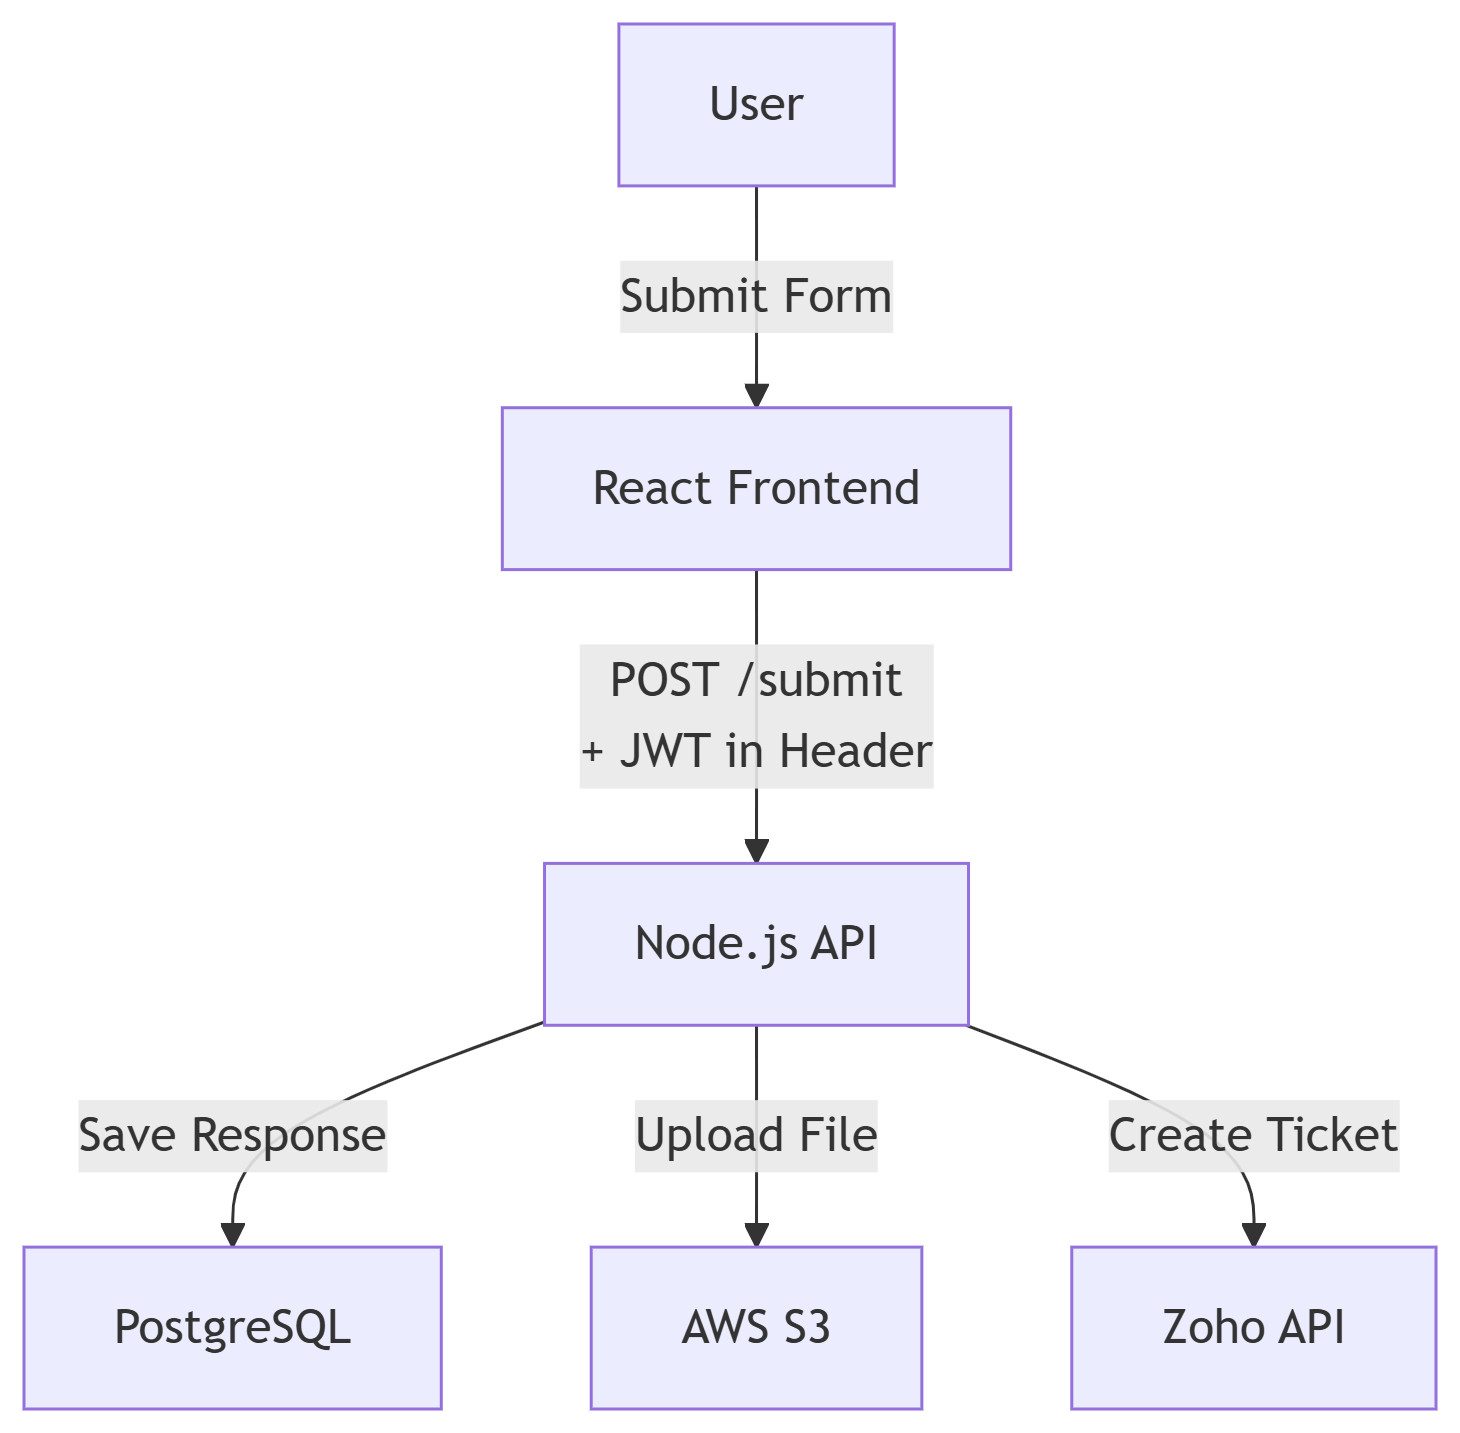 User
Submit Form
React Frontend
POST /submit
+ JWT in Header
Node.js API
Save Response
Upload File
Create Ticket
PostgreSQL
AWS S3
Zoho API